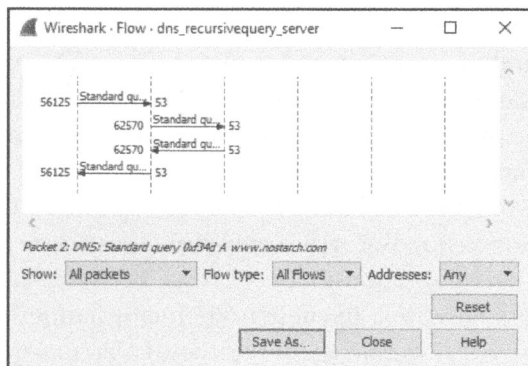 Wireshark · Flow · dns_recursivequery_server
56125 Standard qu... 53
62570 Standard qu... 53
62570 Standard qu... 53
56125 Standard qu... 53
Packet 2: DNS: Standard query 0xf34d A www.nostarch.com
Show: All packets Flow type: All Flows Addresses: Any
Reset
Save As... Close Help